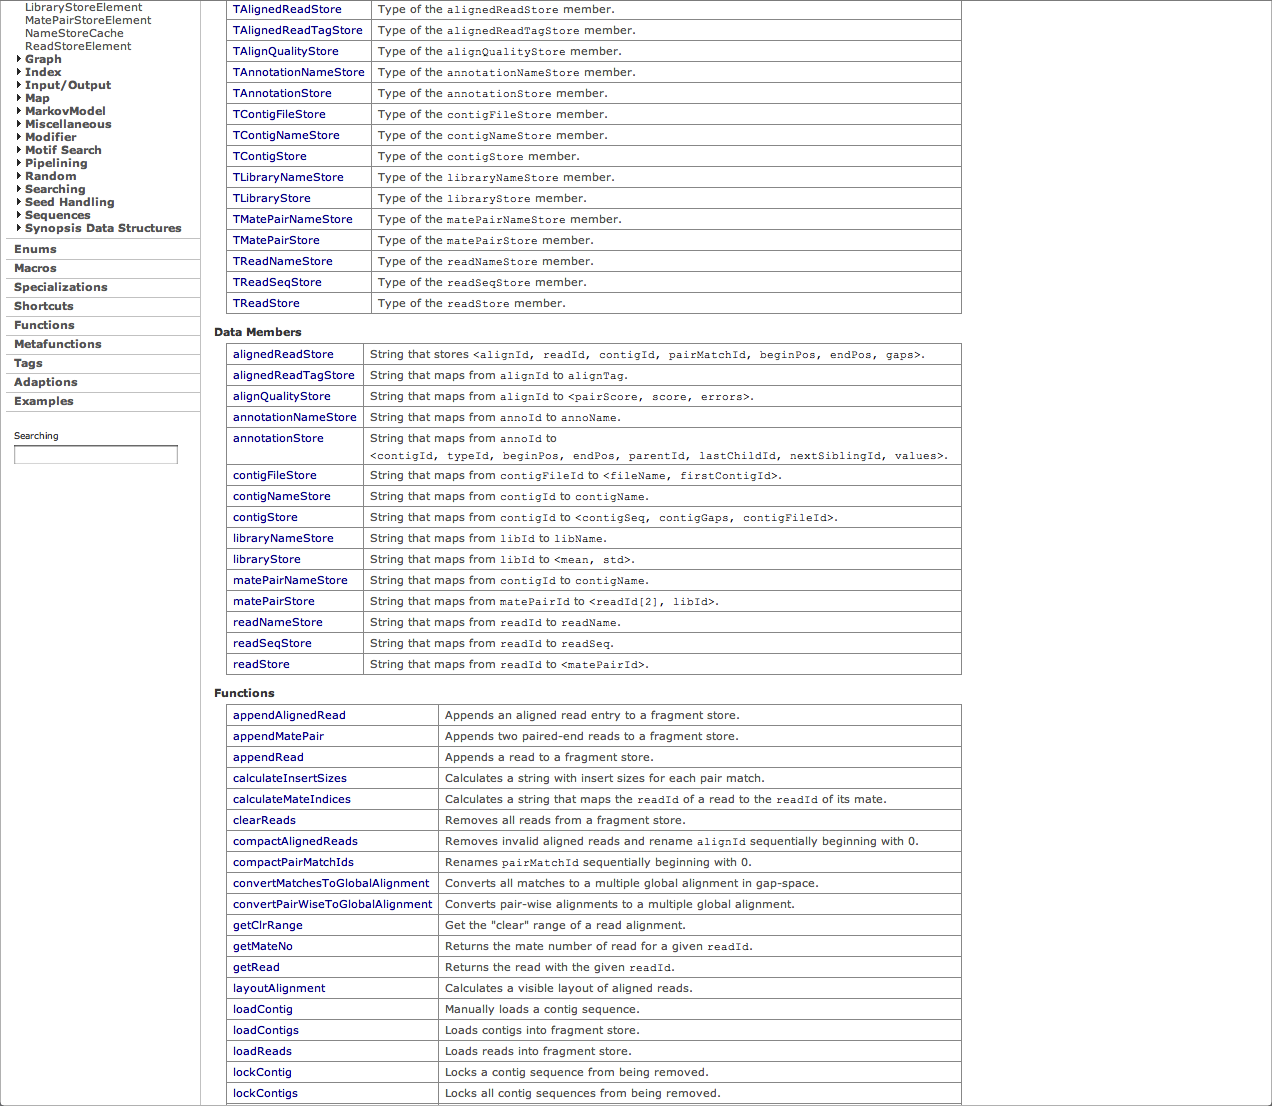 LibraryStoreElement
MatePairStoreElement
NameStoreCache
ReadStoreElement
Graph
Index
Input/Output
Map
MarkovModel
Miscellaneous
Modifier
Motif Search
Pipelining
Random
Searching
Seed Handling
Sequences
Synopsis Data Structures
Enums
Macros
Specializations
Shortcuts
Functions
Metafunctions
Tags
Adaptions
Examples
Searching
TAlignedReadStore Type of the alignedReadStore member.
TAlignedReadTagStore Type of the alignedReadTagStore member.
TAlignQualityStore Type of the alignQualityStore member.
TAnnotationNameStore Type of the annotationNameStore member.
TAnnotationStore Type of the annotationStore member.
TContigFileStore Type of the contigFileStore member.
TContigNameStore Type of the contigNameStore member.
TContigStore Type of the contigStore member.
TLibraryNameStore Type of the libraryNameStore member.
TLibraryStore Type of the libraryStore member.
TMatePairNameStore Type of the matePairNameStore member.
TMatePairStore Type of the matePairStore member.
TReadNameStore Type of the readNameStore member.
TReadSeqStore Type of the readSeqStore member.
TReadStore Type of the readStore member.
Data Members
alignedReadStore String that stores <alignId, readId, contigId, pairMatchId, beginPos, endPos, gaps>.
alignedReadTagStore String that maps from alignId to alignTag.
alignQualityStore String that maps from alignId to <pairScore, score, errors>.
annotationNameStore String that maps from annoId to annoName.
annotationStore String that maps from annoId to
<contigId, typeId, beginPos, endPos, parentId, lastChildId, nextSiblingId, values>.
contigFileStore String that maps from contigFileId to <fileName, firstContigId>.
contigNameStore String that maps from contigId to contigName.
contigStore String that maps from contigId to <contigSeq, contigGaps, contigFileId>.
libraryNameStore String that maps from libId to libName.
libraryStore String that maps from libId to <mean, std>.
matePairNameStore String that maps from contigId to contigName.
matePairStore String that maps from matePairId to <readId[2], libId>.
readNameStore String that maps from readId to readName.
readSeqStore String that maps from readId to readSeq.
readStore String that maps from readId to <matePairId>.
Functions
appendAlignedRead Appends an aligned read entry to a fragment store.
appendMatePair Appends two paired-end reads to a fragment store.
appendRead Appends a read to a fragment store.
calculateInsertSizes Calculates a string with insert sizes for each pair match.
calculateMateIndices Calculates a string that maps the readId of a read to the readId of its mate.
clearReads Removes all reads from a fragment store.
compactAlignedReads Removes invalid aligned reads and rename alignId sequentially beginning with 0.
compactPairMatchIds Renames pairMatchId sequentially beginning with 0.
convertMatchesToGlobalAlignment Converts all matches to a multiple global alignment in gap-space.
convertPairWiseToGlobalAlignment Converts pair-wise alignments to a multiple global alignment.
getClrRange Get the "clear" range of a read alignment.
getMateNo Returns the mate number of read for a given readId.
getRead Returns the read with the given readId.
layoutAlignment Calculates a visible layout of aligned reads.
loadContig Manually loads a contig sequence.
loadContigs Loads contigs into fragment store.
loadReads Loads reads into fragment store.
lockContig Locks a contig sequence from being removed.
lockContigs Locks all contig sequences from being removed.